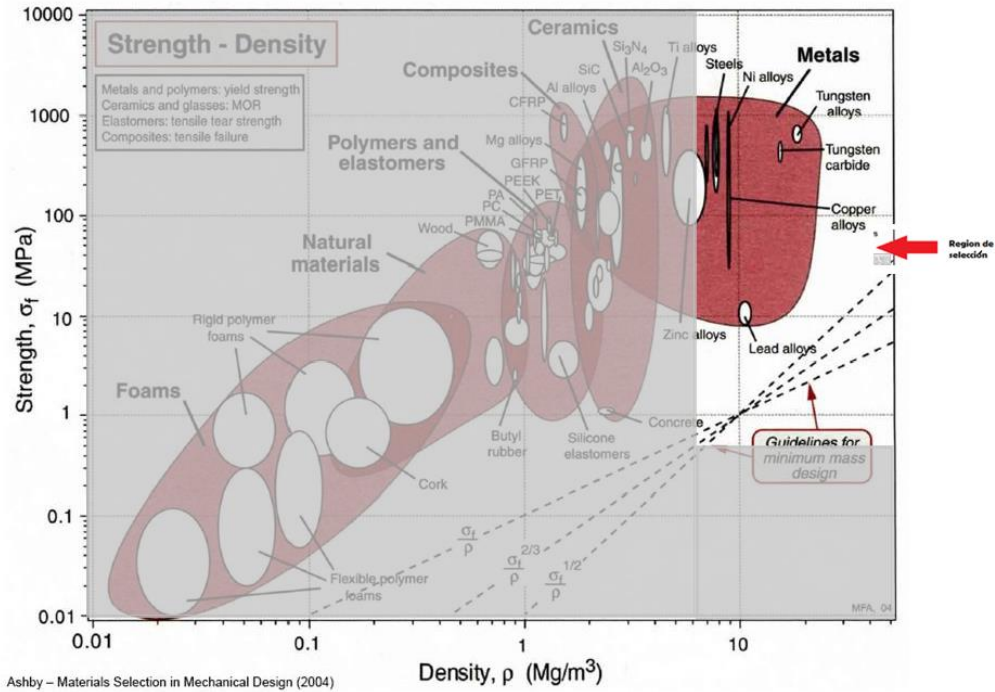 10000
1000
100
10
1
0.1
0.01
Strength, σf (MPa)
Strength - Density
Metals and polymers: yield strength
Ceramics and glasses: MOR
Elastomers: tensile tear strength
Composites: tensile failure
Ceramics
Si3N4
Ti alloys
SiC
Al2O3
Steels
Metals
Ni alloys
Composites
Al alloys
CFRP
Tungsten
alloys
Polymers and
elastomers
Mg alloys
GFRP
PEEK
PA
PET
PC
PMMA
Tungsten
carbide
Wood
Copper
alloys
Natural
materials
s
Region de
selección
Rigid polymer
foams
Zinc alloys
Lead alloys
Foams
Butyl
rubber
Silicone
elastomers
Concrete
Guidelines for
minimum mass
design
Cork
σf
ρ
σf2/3
ρ
σf1/2
ρ
Flexible polymer
foams
MFA, 04
0.01
0.1
1
10
Density, ρ (Mg/m3)
Ashby – Materials Selection in Mechanical Design (2004)